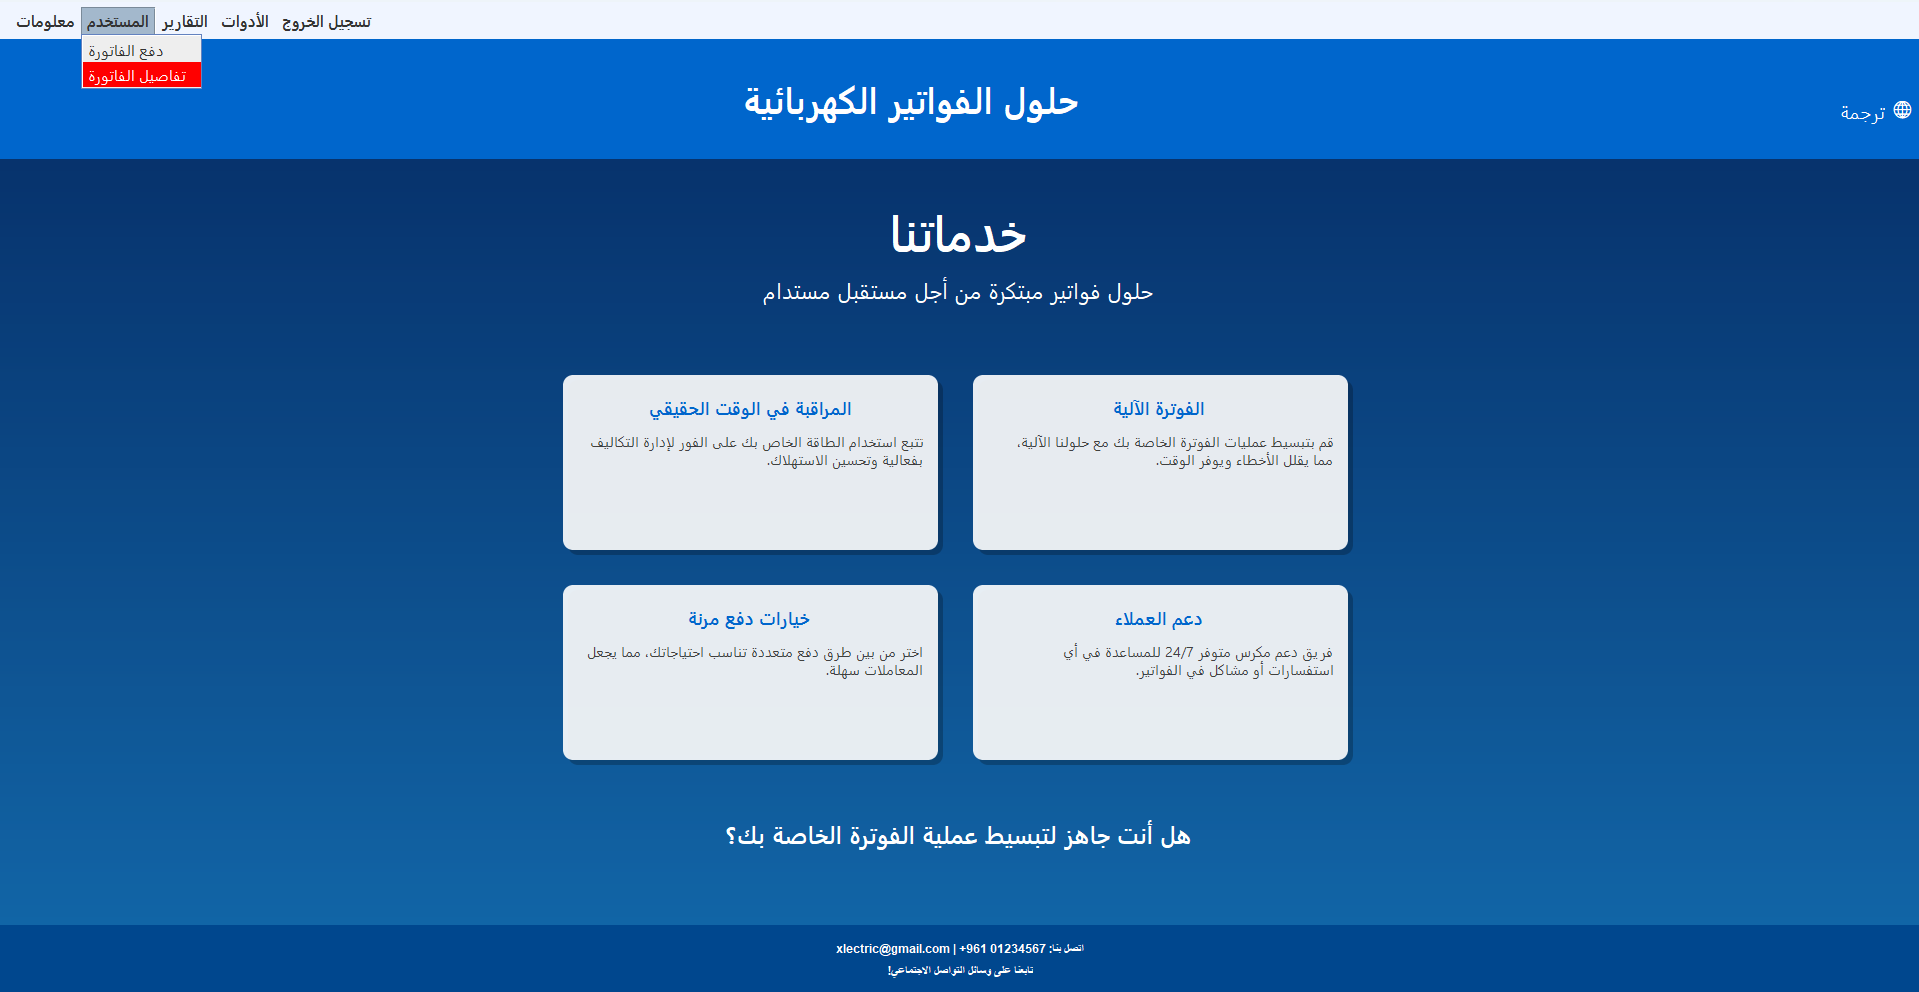 معلومات
المستخدم
التقارير
الأدوات
تسجيل الخروج
دفع الفاتورة
تفاصيل الفاتورة
حلول الفواتير الكهربائية
ترجمة
خدماتنا
حلول فواتير مبتكرة من أجل مستقبل مستدام
الفوترة الآلية
قم بتبسيط عمليات الفوترة الخاصة بك مع حلولنا الآلية،
مما يقلل الأخطاء ويوفر الوقت.
المراقبة في الوقت الحقيقي
تتبع استخدام الطاقة الخاص بك على الفور لإدارة التكاليف
بفعالية وتحسين الاستهلاك.
دعم العملاء
فريق دعم مكرس متوفر 24/7 للمساعدة في أي
استفسارات أو مشاكل في الفواتير.
خيارات دفع مرنة
اختر من بين طرق دفع متعددة تناسب احتياجاتك، مما يجعل
المعاملات سهلة.
هل أنت جاهز لتبسيط عملية الفوترة الخاصة بك؟
اتصل بنا: xlectric@gmail.com | +961 01234567
تابعنا على وسائل التواصل الاجتماعي!